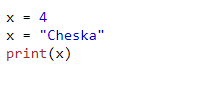 x = 4
x = "Cheska"
print(x)